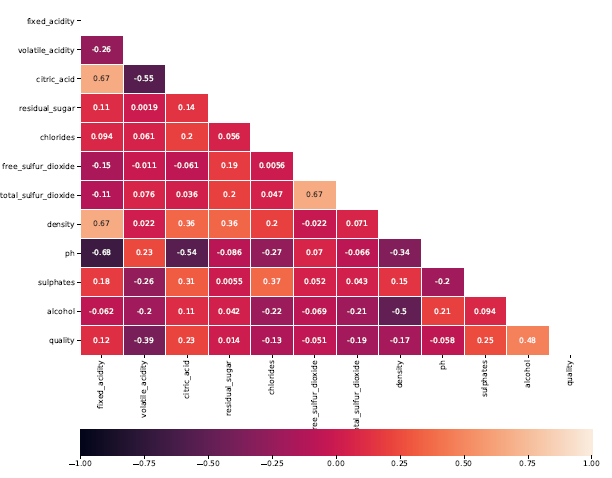 fixed_acidity
volatile_acidity -0.26
citric_acid 0.67 -0.55
residual_sugar 0.11 0.0019 0.14
chlorides 0.094 0.061 0.2 0.056
free_sulfur_dioxide -0.15 -0.011 -0.061 0.19 0.0056
total_sulfur_dioxide -0.11 0.076 0.036 0.2 0.047 0.67
density 0.67 0.022 0.36 0.36 0.2 -0.022 0.071
ph -0.68 0.23 -0.54 -0.086 -0.27 0.07 -0.066 -0.34
sulphates 0.18 -0.26 0.31 0.0055 0.37 0.052 0.043 0.15 -0.2
alcohol -0.062 -0.2 0.11 0.042 -0.22 -0.069 -0.21 -0.5 0.21 0.094
quality 0.12 -0.39 0.23 0.014 -0.13 -0.051 -0.19 -0.17 -0.058 0.25 0.48
fixed_acidity volatile_acidity citric_acid residual_sugar chlorides ree_sulfur_dioxide tal_sulfur_dioxide density ph sulphates alcohol quality
−1.00 −0.75 −0.50 −0.25 0.00 0.25 0.50 0.75 1.00